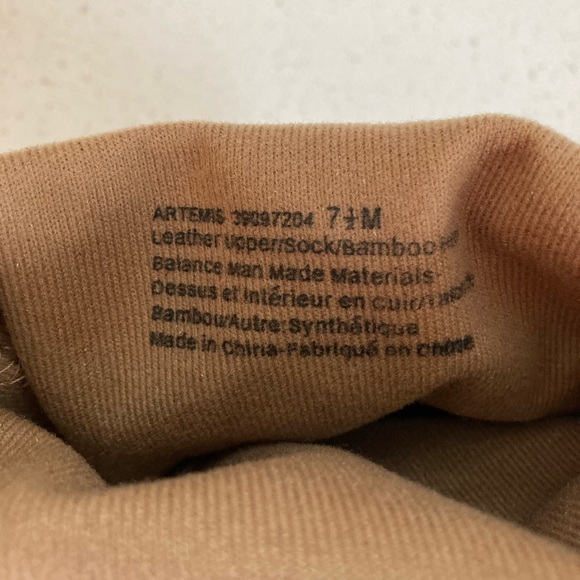 ARTEMIS 39097204 7½M
Leather Upper/Sock/Bamboo
Balance Man Made Materials-
Dessus et Intérieur en Cuir/
Bambou/Autre: Synthétique
Made in China-Fabriqué en Chine